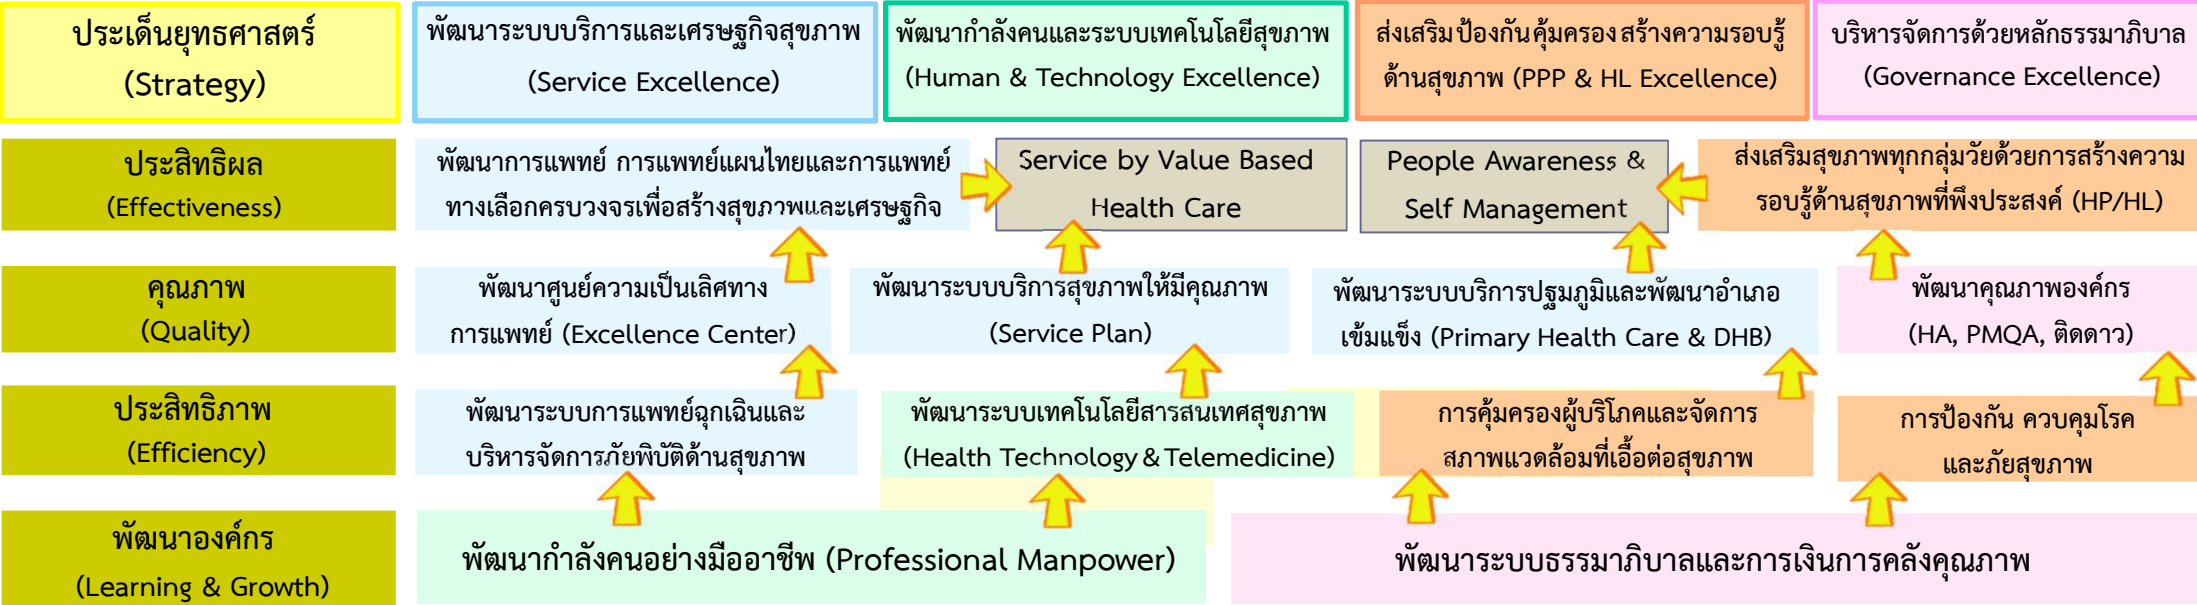 ประเด็นยุทธศาสตร์
(Strategy)
พัฒนาระบบบริการและเศรษฐกิจสุขภาพ
(Service Excellence)
พัฒนากำลังคนและระบบเทคโนโลยีสุขภาพ
(Human & Technology Excellence)
ส่งเสริม ป้องกัน คุ้มครอง สร้างความรอบรู้
ด้านสุขภาพ (PPP & HL Excellence)
บริหารจัดการด้วยหลักธรรมาภิบาล
(Governance Excellence)
ประสิทธิผล
(Effectiveness)
พัฒนาการแพทย์ การแพทย์แผนไทยและการแพทย์
ทางเลือกครบวงจรเพื่อสร้างสุขภาพและเศรษฐกิจ
Service by Value Based
Health Care
People Awareness &
Self Management
ส่งเสริมสุขภาพทุกกลุ่มวัยด้วยการสร้างความ
รอบรู้ด้านสุขภาพที่พึงประสงค์ (HP/HL)
คุณภาพ
(Quality)
พัฒนาศูนย์ความเป็นเลิศทาง
การแพทย์ (Excellence Center)
พัฒนาระบบบริการสุขภาพให้มีคุณภาพ
(Service Plan)
พัฒนาระบบบริการปฐมภูมิและพัฒนาอำเภอ
เข้มแข็ง (Primary Health Care & DHB)
พัฒนาคุณภาพองค์กร
(HA, PMQA, ติดดาว)
ประสิทธิภาพ
(Efficiency)
พัฒนาระบบการแพทย์ฉุกเฉินและ
บริหารจัดการภัยพิบัติด้านสุขภาพ
พัฒนาระบบเทคโนโลยีสารสนเทศสุขภาพ
(Health Technology & Telemedicine)
การคุ้มครองผู้บริโภคและจัดการ
สภาพแวดล้อมที่เอื้อต่อสุขภาพ
การป้องกัน ควบคุมโรค
และภัยสุขภาพ
พัฒนาองค์กร
(Learning & Growth)
พัฒนากำลังคนอย่างมืออาชีพ (Professional Manpower)
พัฒนาระบบธรรมาภิบาลและการเงินการคลังคุณภาพ